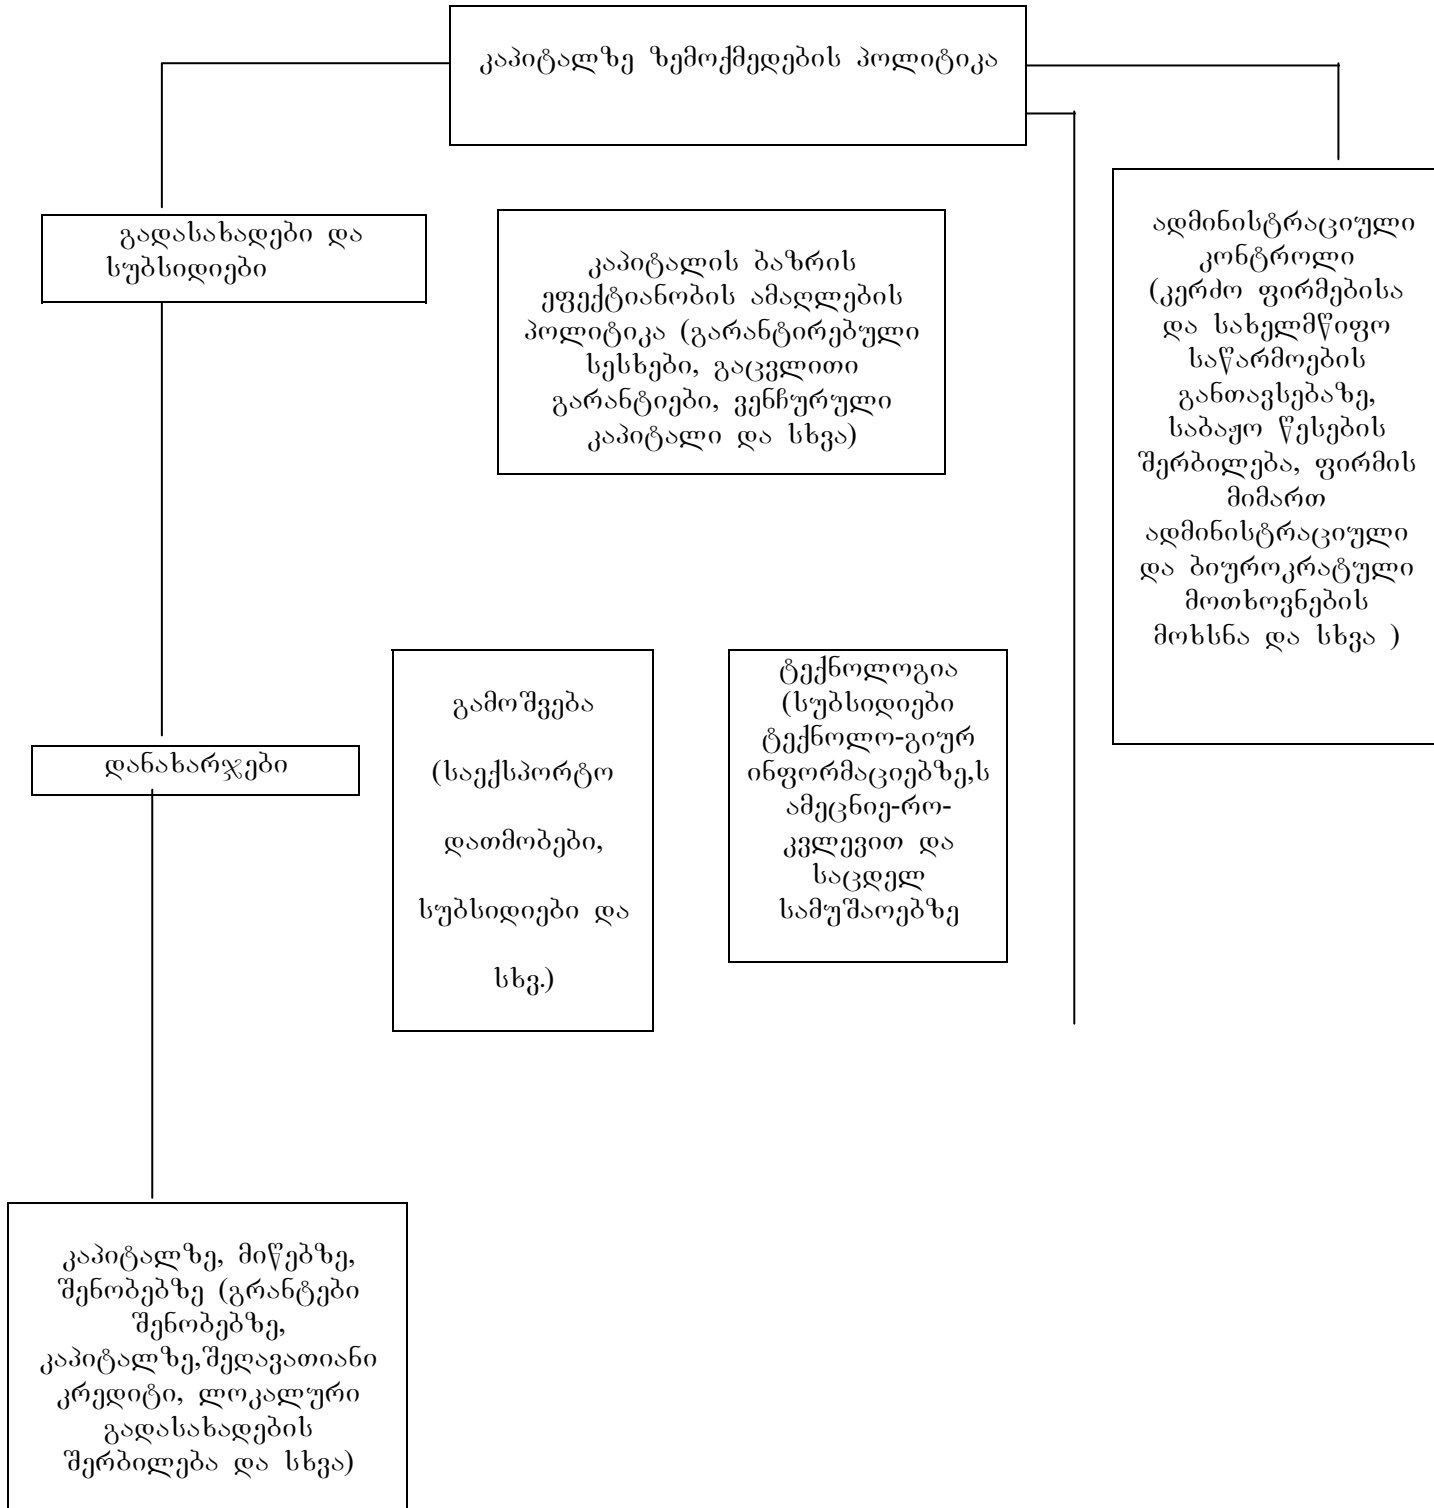 კაპიტალზე ზემოქმედების პოლიტიკა
გადასახადები და
სუბსიდიები
კაპიტალის ბაზრის
ეფექტიანობის ამაღლების
პოლიტიკა (გარანტირებული
სესხები, გაცვლითი
გარანტიები, ვენჩურული
კაპიტალი და სხვა)
ადმინისტრაციული
კონტროლი
(კერძო ფირმებისა
და სახელმწიფო
საწარმოების
განთავსებაზე,
საბაჟო წესების
შერბილება, ფირმის
მიმართ
ადმინისტრაციული
და ბიუროკრატული
მოთხოვნების
მოხსნა და სხვა )
დანახარჯები
გამოშვება
(საექსპორტო
დათმობები,
სუბსიდიები და
სხვ.)
ტექნოლოგია
(სუბსიდიები
ტექნოლო-გიურ
ინფორმაციებზე,ს
ამეცნიე-რო-
კვლევით და
საცდელ
სამუშაოებზე
კაპიტალზე, მიწებზე,
შენობებზე (გრანტები
შენობებზე,
კაპიტალზე,შეღავათიანი
კრედიტი, ლოკალური
გადასახადების
შერბილება და სხვა)